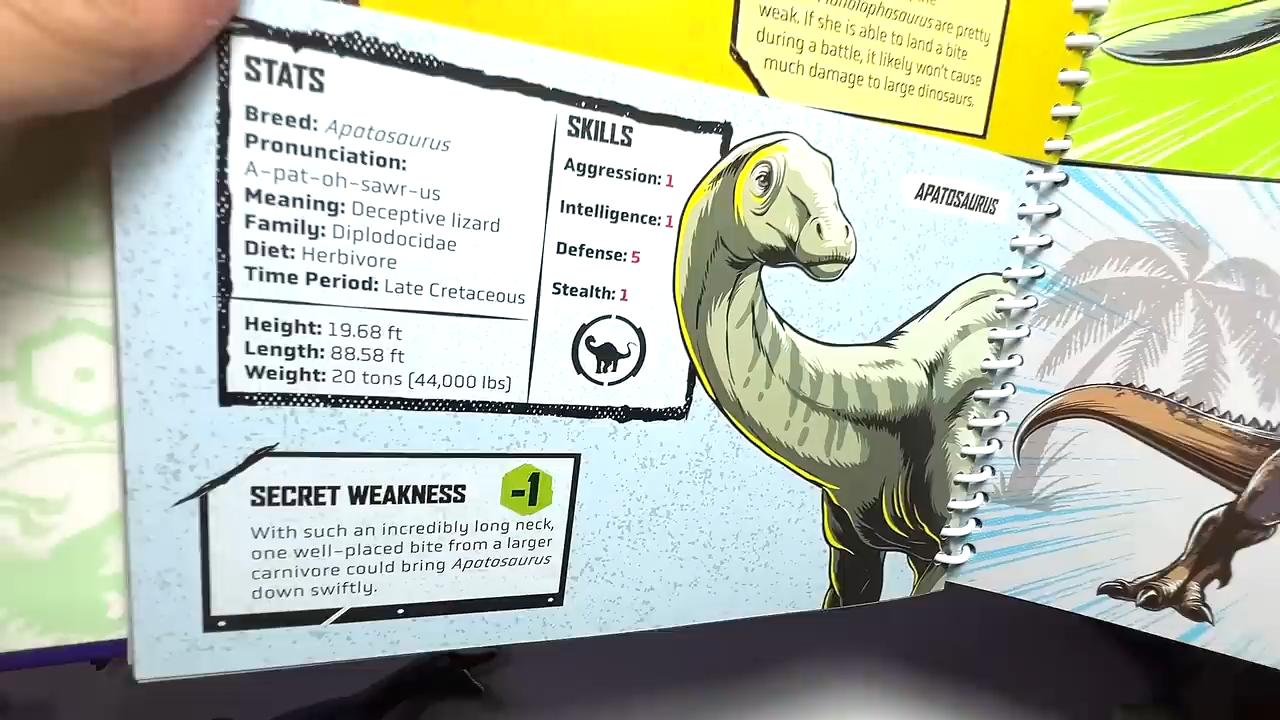 Monolophosaurus are pretty
weak. If she is able to land a bite
during a battle, it likely won't cause
much damage to large dinosaurs.
STATS
Breed: Apatosaurus
Pronunciation:
A-pat-oh-sawr-us
Meaning: Deceptive lizard
Family: Diplodocidae
Diet: Herbivore
Time Period: Late Cretaceous
Height: 19.68 ft
Length: 88.58 ft
Weight: 20 tons (44,000 lbs)
SKILLS
Aggression: 1
Intelligence: 1
Defense: 5
Stealth: 1
APATOSAURUS
SECRET WEAKNESS
-1
With such an incredibly long neck,
one well-placed bite from a larger
carnivore could bring Apatosaurus
down swiftly.